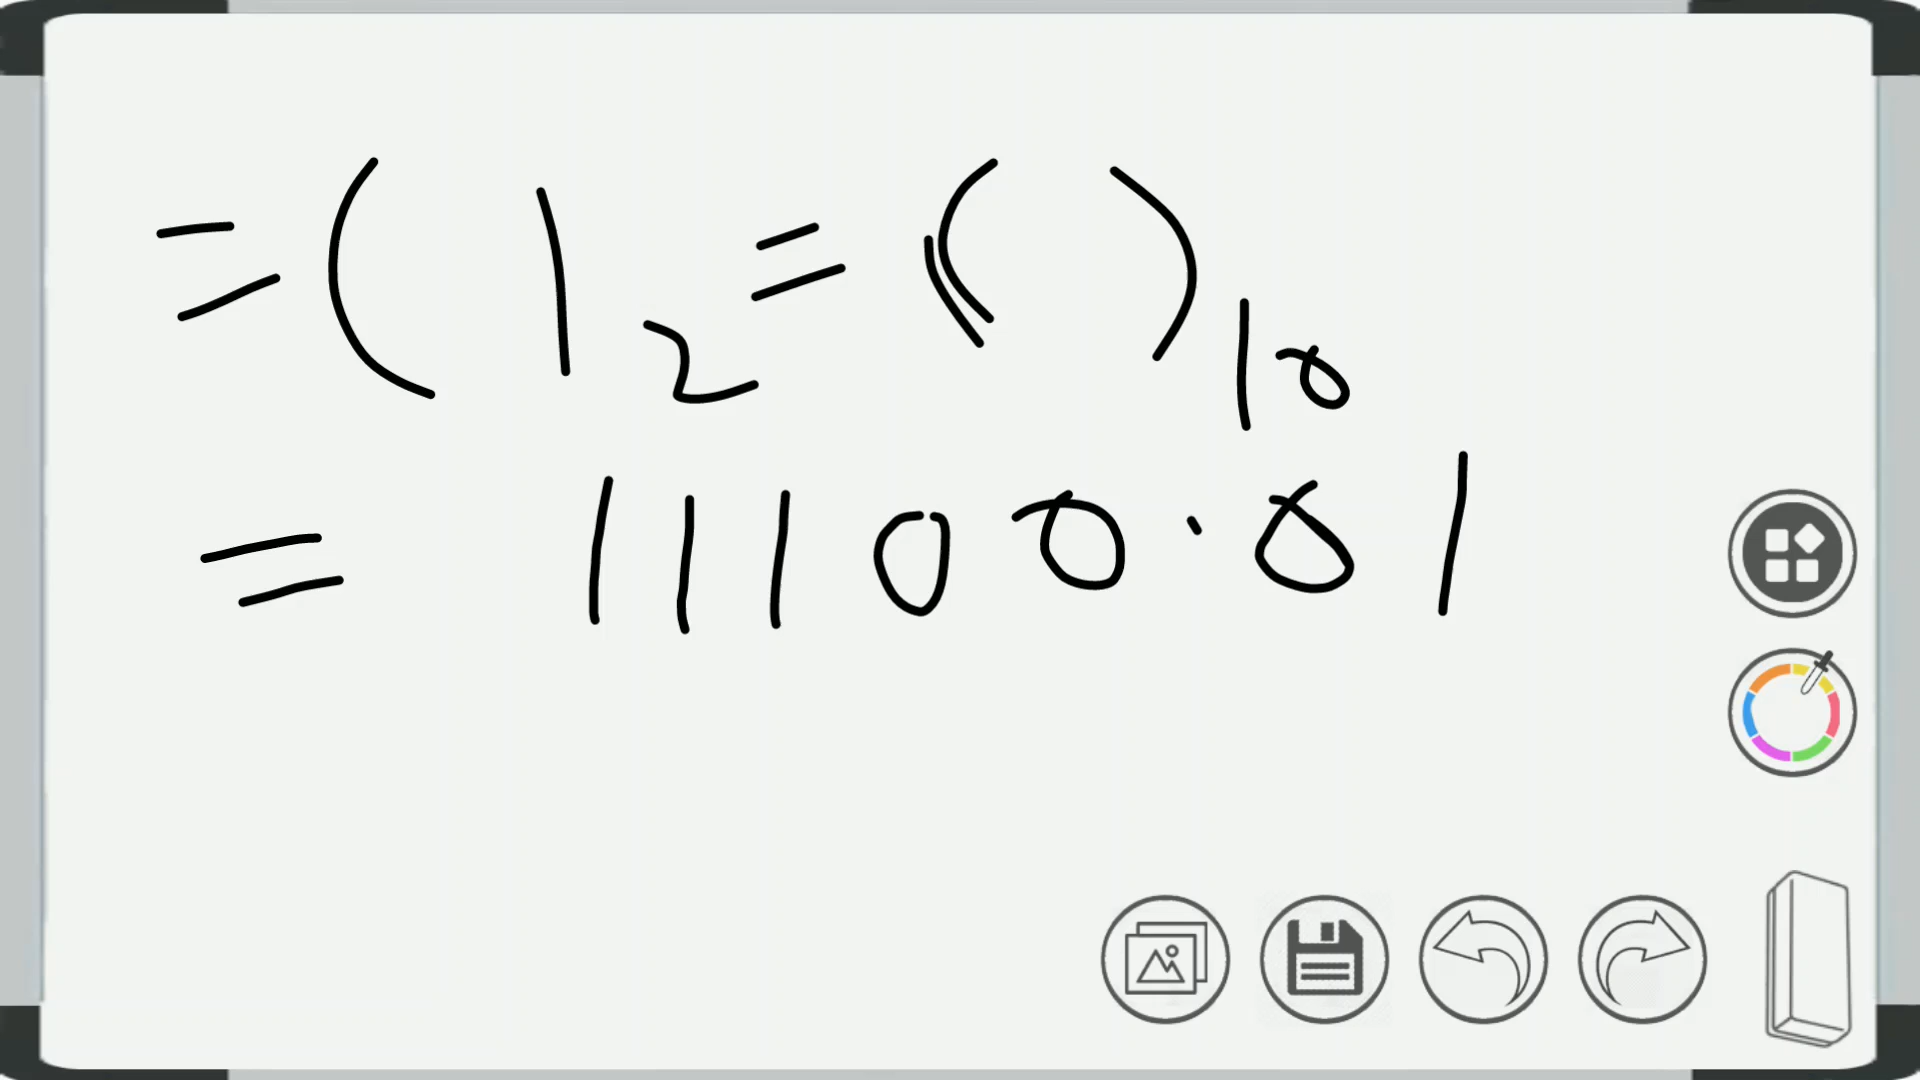 = ( )₂ = ( )₁₀
= 11100.01